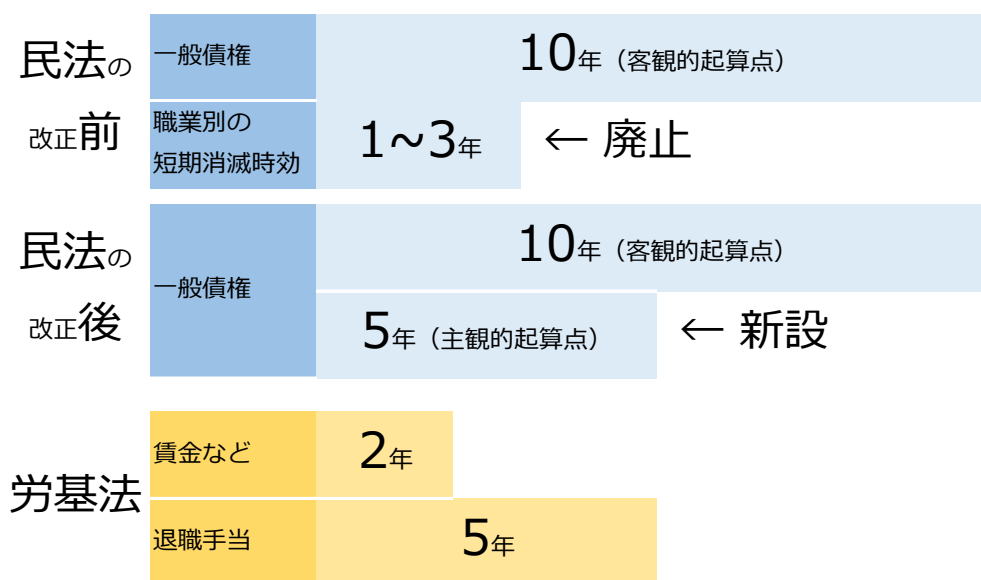 民法の
改正前
一般債権
10年（客観的起算点）
職業別の
短期消滅時効
1~3年
← 廃止
民法の
改正後
一般債権
10年（客観的起算点）
5年（主観的起算点）
← 新設
労基法
賃金など
2年
退職手当
5年